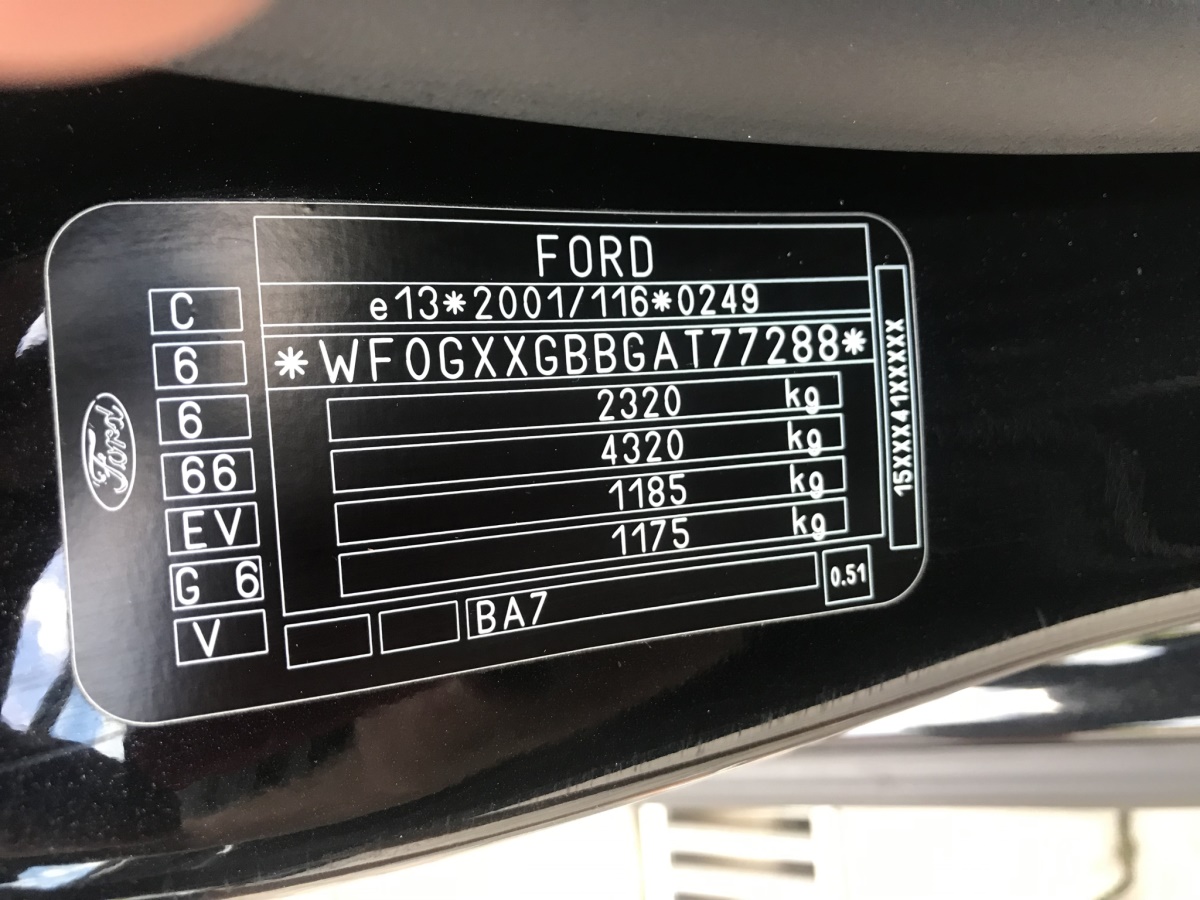 FORD
e13*2001/116*0249
*WF0GXXGBBGAT77288*
2320 kg
4320 kg
1185 kg
1175 kg
BA7
0.51
C
6
6
66
EV
G 6
V
Ford
15XXX41XXXXX